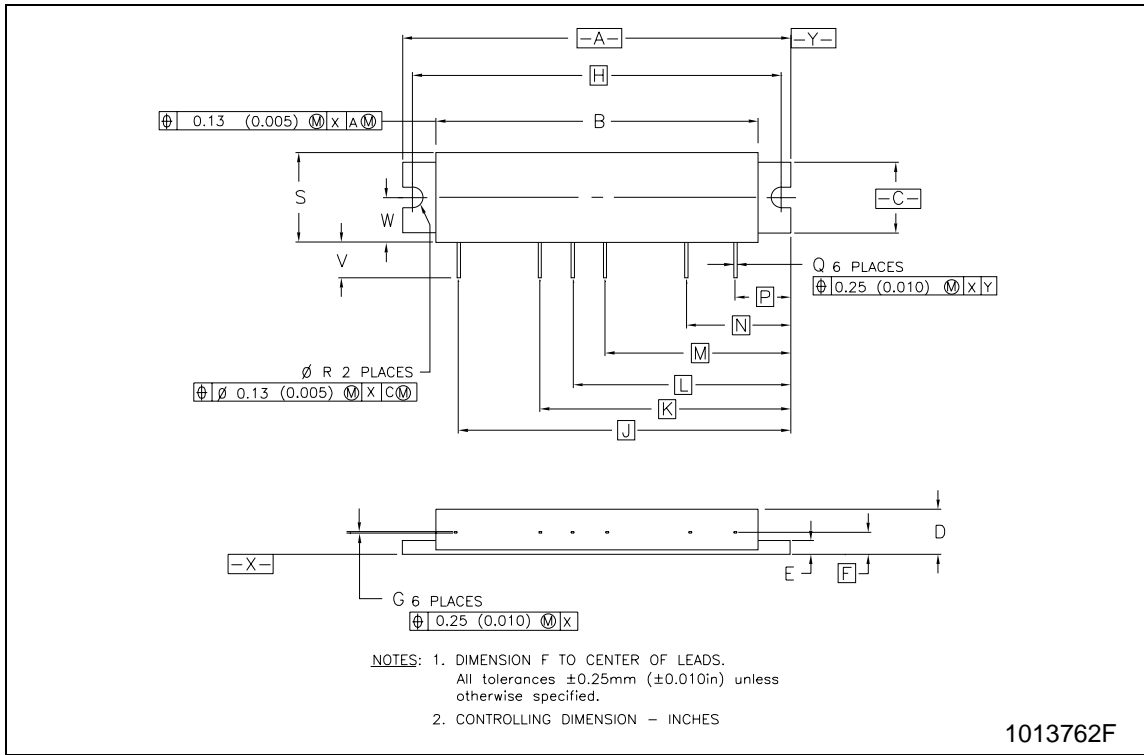 -A-
-Y-
H
⌖ 0.13 (0.005) Ⓜ X AⓂ
B
S
W
-C-
V
Q 6 PLACES
⌖ 0.25 (0.010) Ⓜ X Y
P
N
M
Ø R 2 PLACES
⌖ Ø 0.13 (0.005) Ⓜ X CⓂ
L
K
J
D
-X-
E
F
G 6 PLACES
⌖ 0.25 (0.010) Ⓜ X
NOTES: 1. DIMENSION F TO CENTER OF LEADS.
All tolerances ±0.25mm (±0.010in) unless
otherwise specified.
2. CONTROLLING DIMENSION – INCHES
1013762F